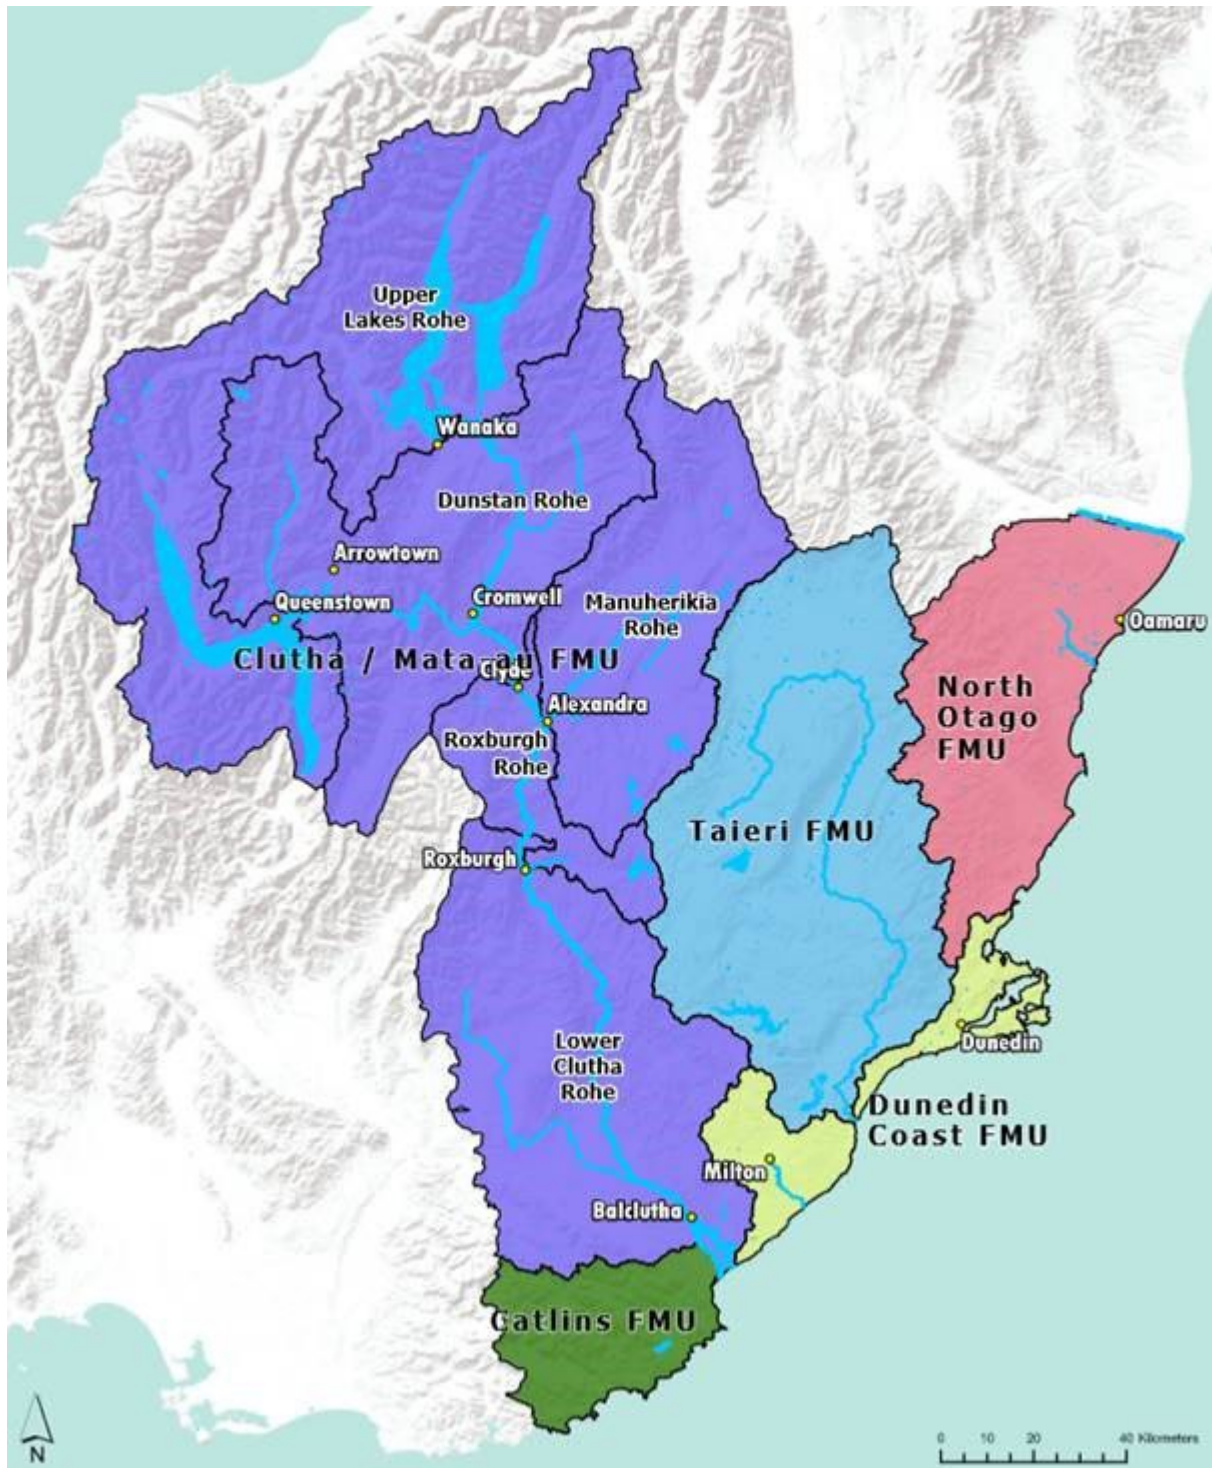 Upper
Lakes Rohe
Wanaka
Dunstan Rohe
Arrowtown
Queenstown
Cromwell
Manuherikia
Rohe
Oamaru
Clutha / Mata-au FMU
Clyde
North
Otago
FMU
Alexandra
Roxburgh
Rohe
Taieri FMU
Roxburgh
Lower
Clutha
Rohe
Dunedin
Dunedin
Coast FMU
Milton
Balclutha
Catlins FMU
N
0 10 20 40 Kilometers